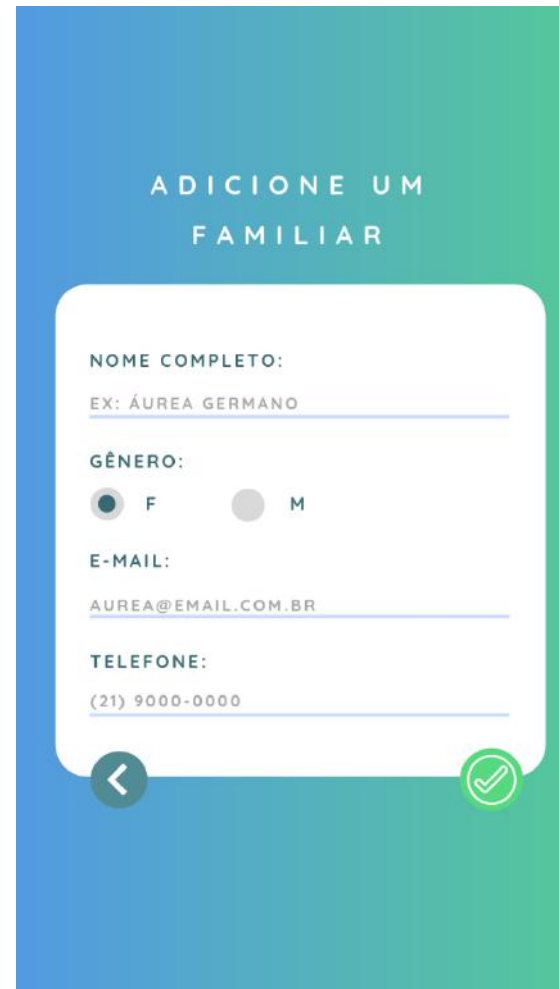 ADICIONE UM
FAMILIAR
NOME COMPLETO:
EX: ÁUREA GERMANO
GÊNERO:
F M
E-MAIL:
AUREA@EMAIL.COM.BR
TELEFONE:
(21) 9000-0000